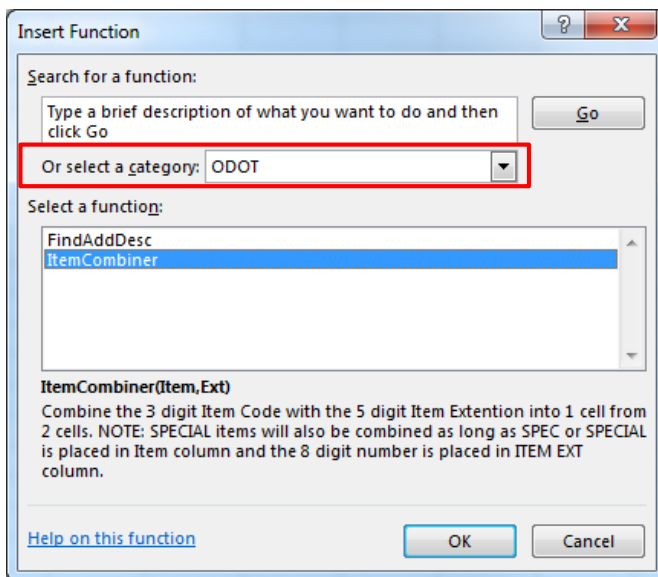 Insert Function
Search for a function:
Type a brief description of what you want to do and then
click Go
Go
Or select a category: ODOT
Select a function:
FindAddDesc
ItemCombiner
ItemCombiner(Item,Ext)
Combine the 3 digit Item Code with the 5 digit Item Extention into 1 cell from
2 cells. NOTE: SPECIAL items will also be combined as long as SPEC or SPECIAL
is placed in Item column and the 8 digit number is placed in ITEM EXT
column.
Help on this function
OK
Cancel